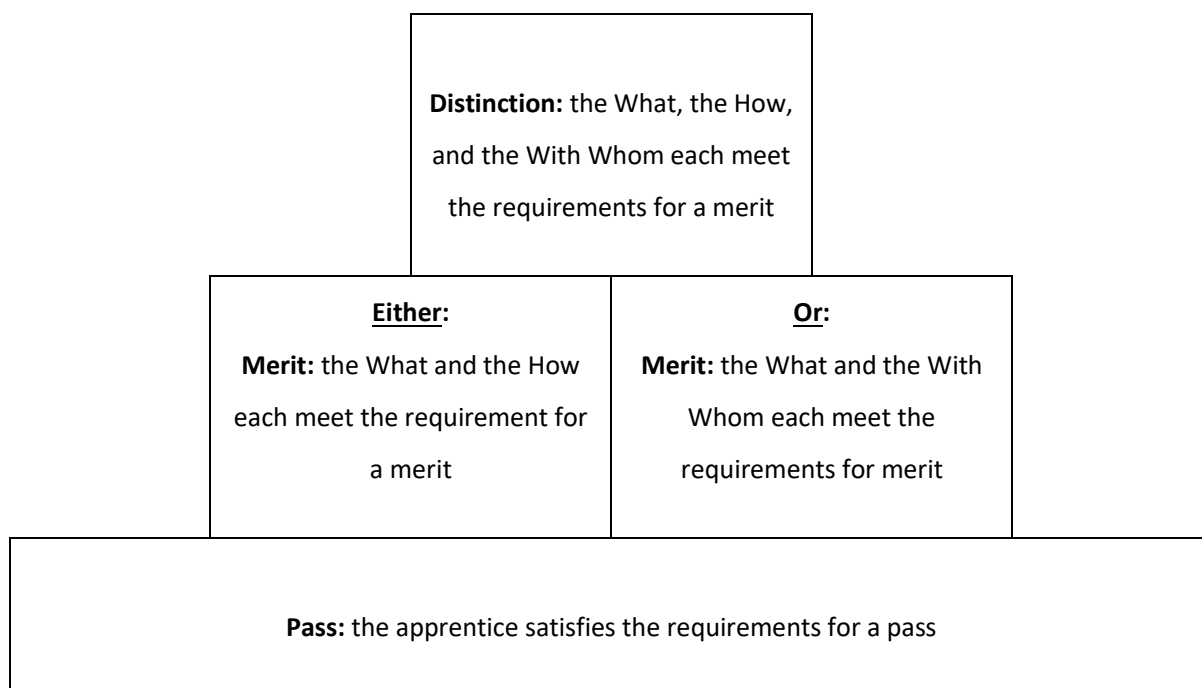 Distinction: the What, the How,
and the With Whom each meet
the requirements for a merit
Either:
Merit: the What and the How
each meet the requirement for
a merit
Or:
Merit: the What and the With
Whom each meet the
requirements for merit
Pass: the apprentice satisfies the requirements for a pass